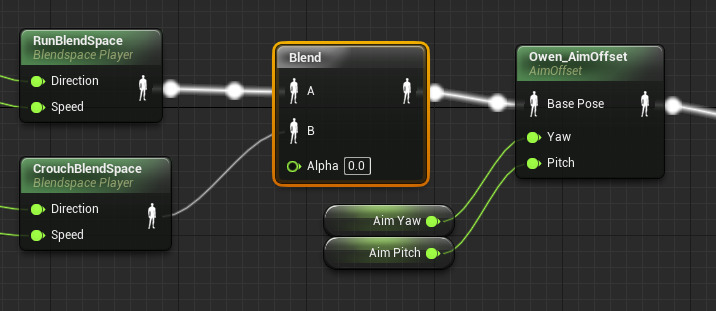 RunBlendSpace
Blendspace Player
Direction
Speed
Blend
A
B
Alpha 0.0
Owen_AimOffset
AimOffset
Base Pose
Yaw
Pitch
CrouchBlendSpace
Blendspace Player
Direction
Speed
Aim Yaw
Aim Pitch